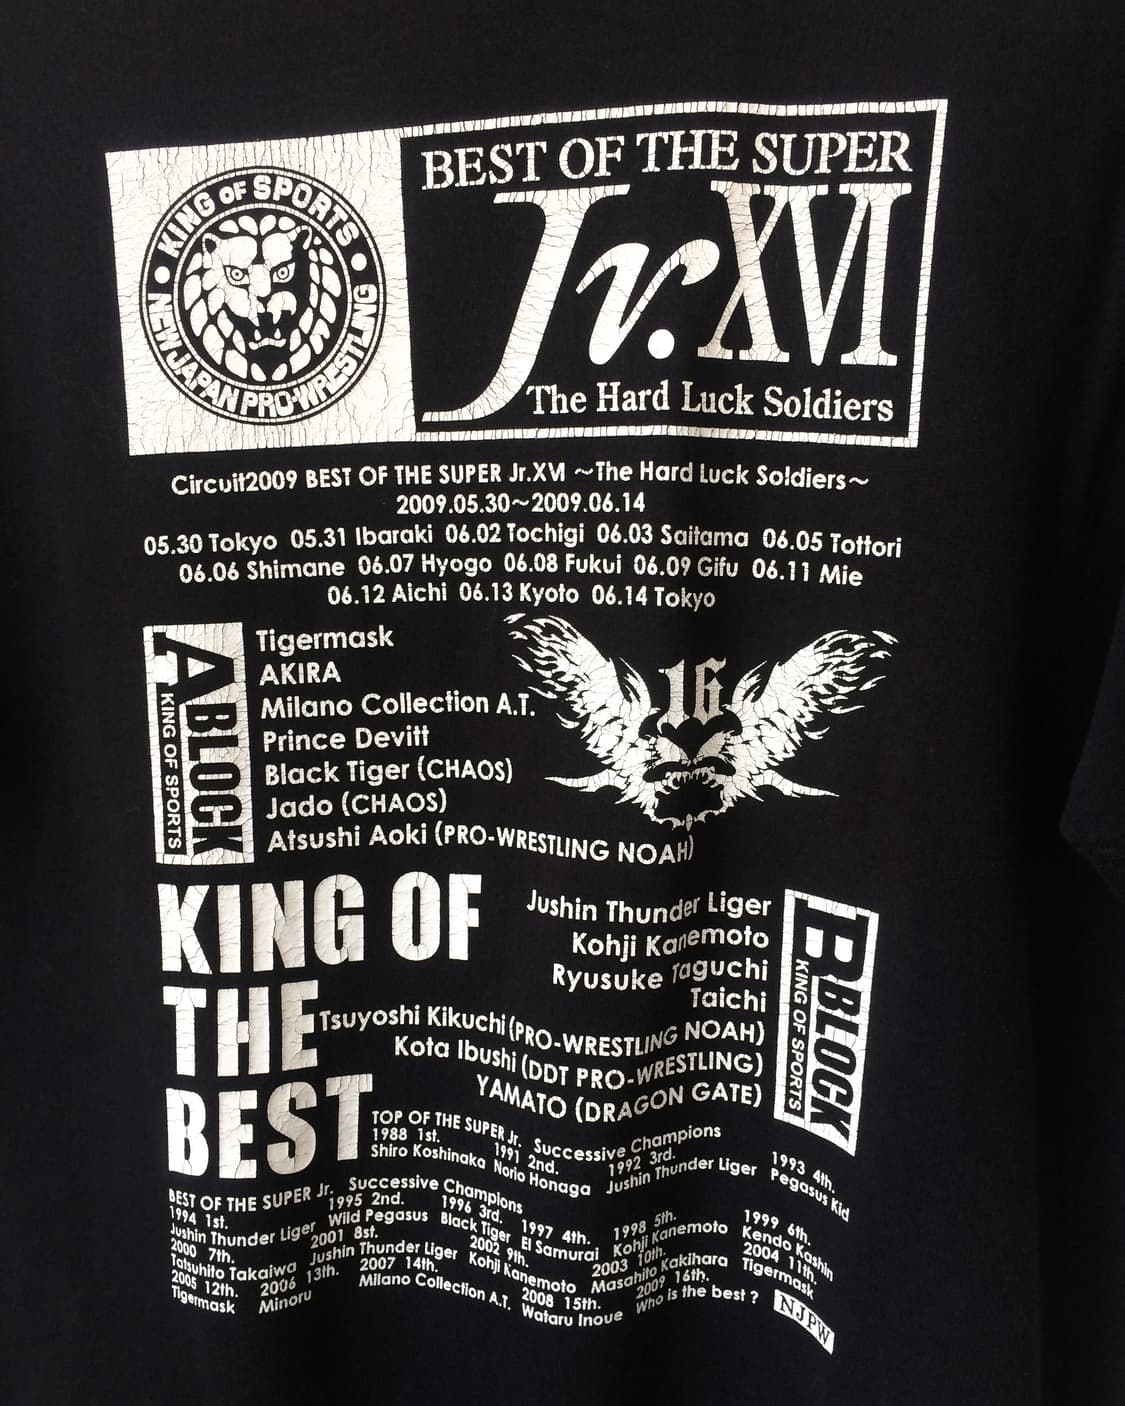 KING OF SPORTS
NEW JAPAN PRO-WRESTLING
BEST OF THE SUPER
Jr. XVI
The Hard Luck Soldiers
Circuit2009 BEST OF THE SUPER Jr.XVI ～The Hard Luck Soldiers～
2009.05.30～2009.06.14
05.30 Tokyo 05.31 Ibaraki 06.02 Tochigi 06.03 Saitama 06.05 Tottori
06.06 Shimane 06.07 Hyogo 06.08 Fukui 06.09 Gifu 06.11 Mie
06.12 Aichi 06.13 Kyoto 06.14 Tokyo
A BLOCK
KING OF SPORTS
Tigermask
AKIRA
Milano Collection A.T.
Prince Devitt
Black Tiger (CHAOS)
Jado (CHAOS)
Atsushi Aoki (PRO-WRESTLING NOAH)
16
KING OF
THE
BEST
Jushin Thunder Liger
Kohji Kanemoto
Ryusuke Taguchi
Taichi
Tsuyoshi Kikuchi (PRO-WRESTLING NOAH)
Kota Ibushi (DDT PRO-WRESTLING)
YAMATO (DRAGON GATE)
B BLOCK
KING OF SPORTS
TOP OF THE SUPER Jr. Successive Champions
1988 1st. 1991 2nd. 1992 3rd. 1993 4th.
Shiro Koshinaka Norio Honaga Jushin Thunder Liger Pegasus Kid
BEST OF THE SUPER Jr. Successive Champions
1994 1st. 1995 2nd. 1996 3rd. 1997 4th. 1998 5th. 1999 6th.
Jushin Thunder Liger Wild Pegasus Black Tiger El Samurai Kohji Kanemoto Kendo Kashin
2000 7th. 2001 8st. 2002 9th. 2003 10th. 2004 11th.
Tatsuhito Takaiwa Jushin Thunder Liger Kohji Kanemoto Masahito Kakihara Tigermask
2005 12th. 2006 13th. 2007 14th. 2008 15th. 2009 16th.
Tigermask Minoru Milano Collection A.T. Wataru Inoue Who is the best ?
NJPW